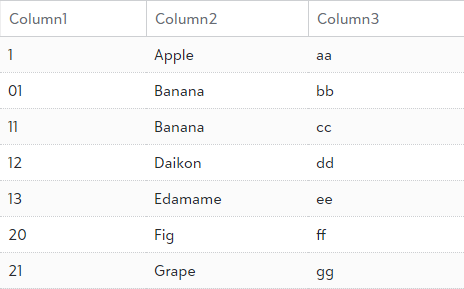 Column1 Column2 Column3
1 Apple aa
01 Banana bb
11 Banana cc
12 Daikon dd
13 Edamame ee
20 Fig ff
21 Grape gg